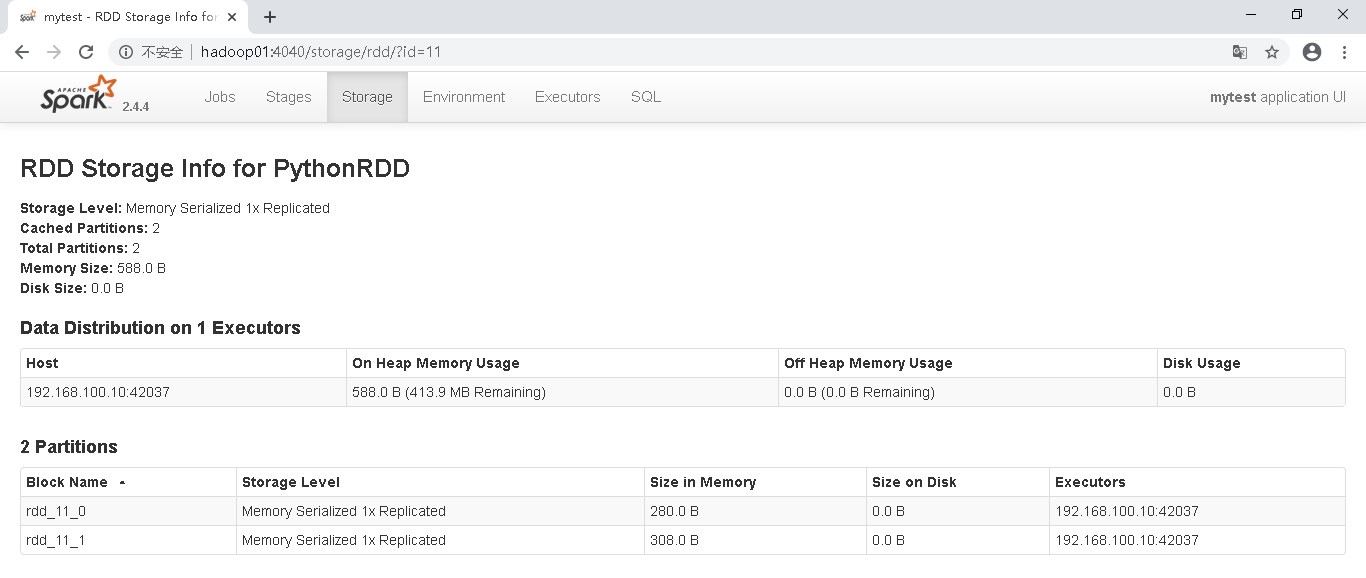 mytest - RDD Storage Info for
不安全 hadoop01:4040/storage/rdd/?id=11
APACHE Spark 2.4.4 Jobs Stages Storage Environment Executors SQL mytest application UI
RDD Storage Info for PythonRDD
Storage Level: Memory Serialized 1x Replicated
Cached Partitions: 2
Total Partitions: 2
Memory Size: 588.0 B
Disk Size: 0.0 B
Data Distribution on 1 Executors
Host On Heap Memory Usage Off Heap Memory Usage Disk Usage
192.168.100.10:42037 588.0 B (413.9 MB Remaining) 0.0 B (0.0 B Remaining) 0.0 B
2 Partitions
Block Name Storage Level Size in Memory Size on Disk Executors
rdd_11_0 Memory Serialized 1x Replicated 280.0 B 0.0 B 192.168.100.10:42037
rdd_11_1 Memory Serialized 1x Replicated 308.0 B 0.0 B 192.168.100.10:42037